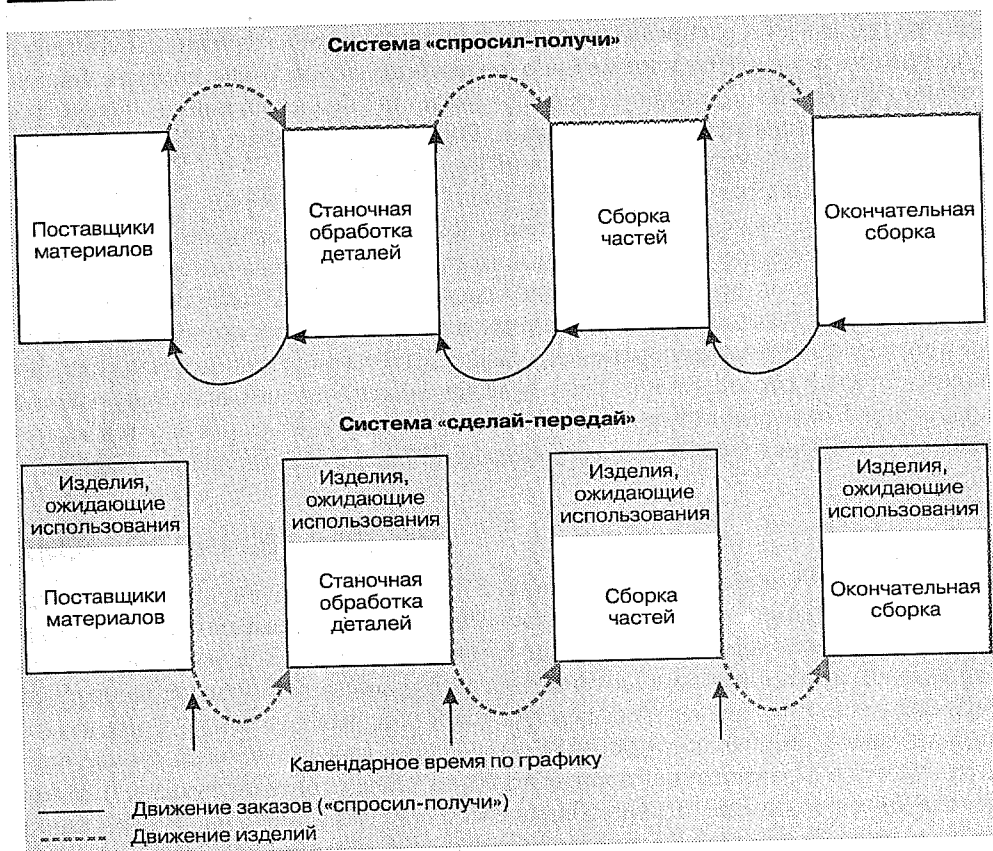 Система «спросил-получи»
Поставщики
материалов
Станочная
обработка
деталей
Сборка
частей
Окончательная
сборка
Система «сделай-передай»
Изделия,
ожидающие
использования
Поставщики
материалов
Изделия,
ожидающие
использования
Станочная
обработка
деталей
Изделия,
ожидающие
использования
Сборка
частей
Изделия,
ожидающие
использования
Окончательная
сборка
Календарное время по графику
Движение заказов («спросил-получи»)
Движение изделий